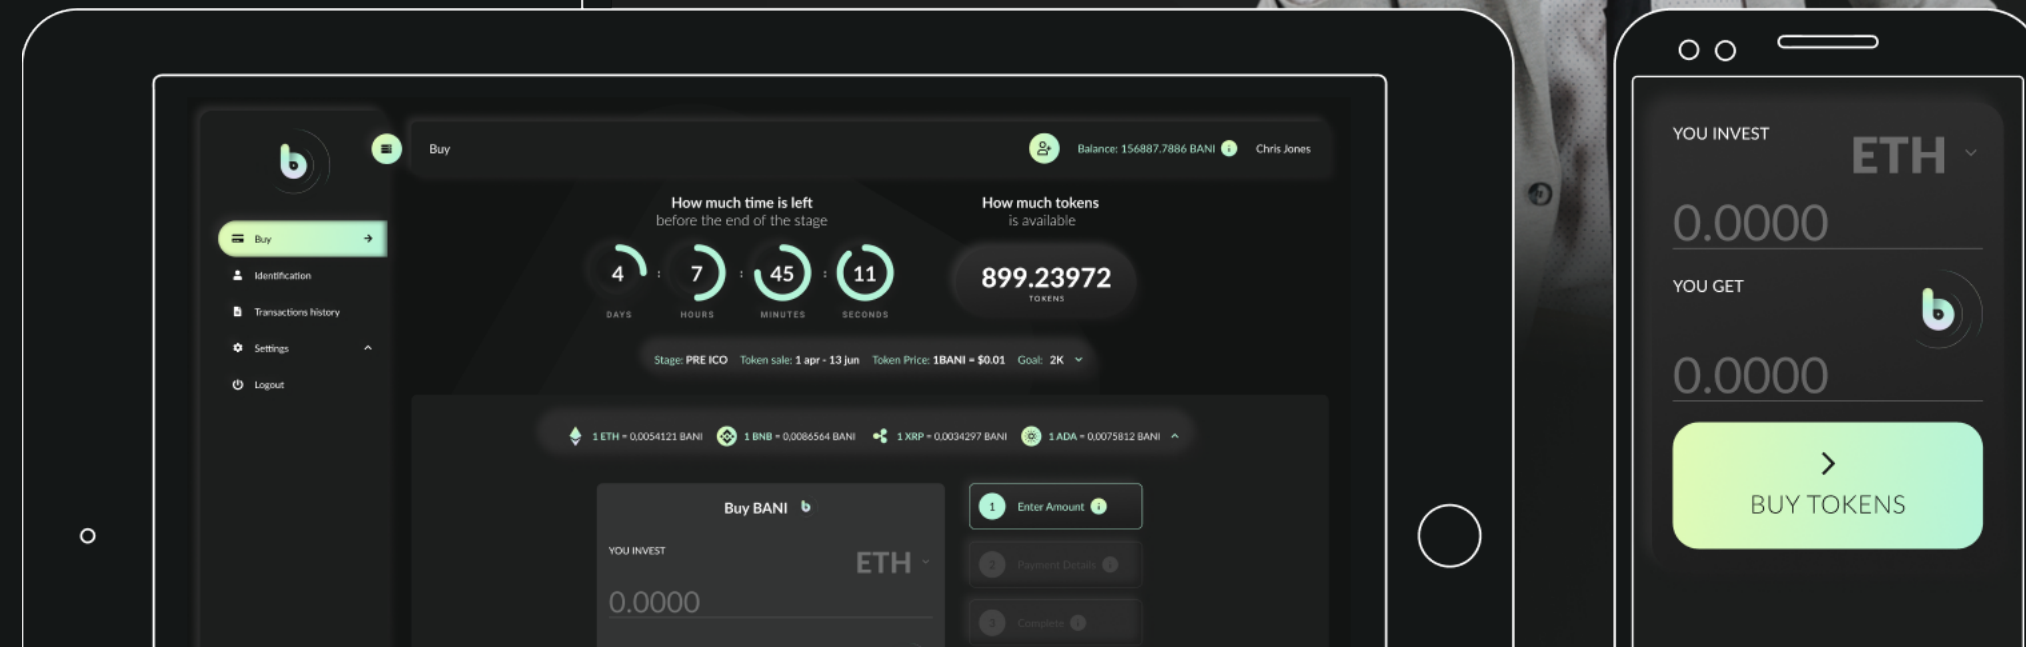 Buy
Balance: 156887.7886 BANI
Chris Jones
How much time is left
before the end of the stage
How much tokens
is available
4 : 7 : 45 : 11
DAYS HOURS MINUTES SECONDS
899.23972
TOKENS
Buy
Identification
Transactions history
Settings
Logout
Stage: PRE ICO Token sale: 1 apr - 13 jun Token Price: 1BANI = $0.01 Goal: 2K
1 ETH = 0,0054121 BANI 1 BNB = 0,0086564 BANI 1 XRP = 0,0034297 BANI 1 ADA = 0,0075812 BANI
Buy BANI
YOU INVEST
ETH
0.0000
1 Enter Amount
2 Payment Details
3 Complete
YOU INVEST
ETH
0.0000
YOU GET
0.0000
BUY TOKENS